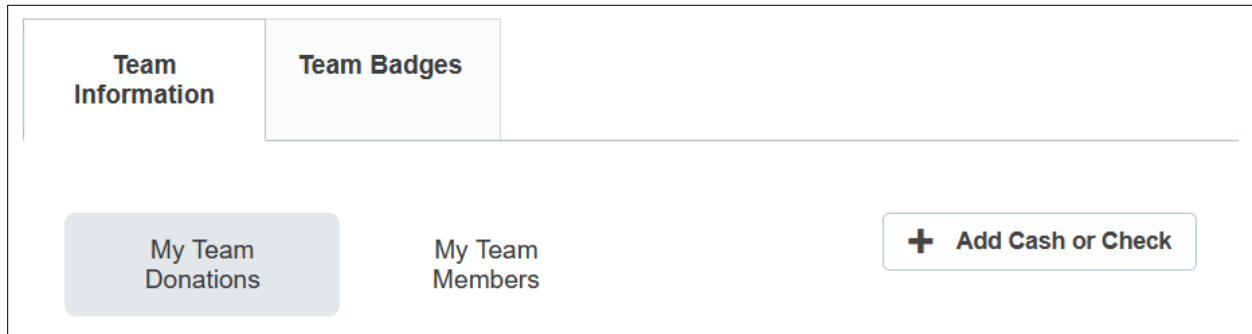 Team
Information
Team Badges
My Team
Donations
My Team
Members
+ Add Cash or Check